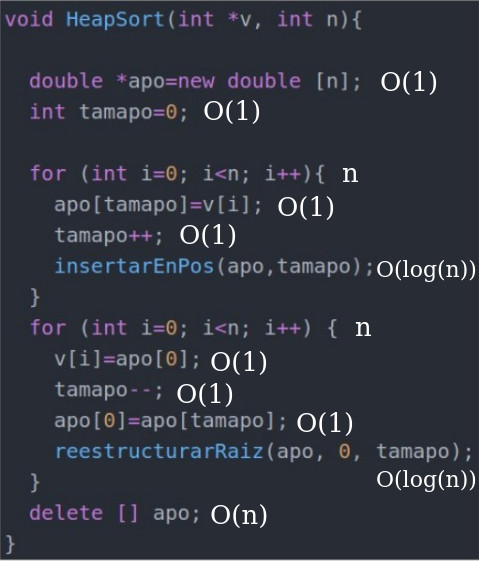 void HeapSort(int *v, int n){
double *apo=new double [n]; O(1)
int tamapo=0; O(1)
for (int i=0; i<n; i++){ n
apo[tamapo]=v[i]; O(1)
tamapo++; O(1)
insertarEnPos(apo,tamapo); O(log(n))
}
for (int i=0; i<n; i++) { n
v[i]=apo[0]; O(1)
tamapo--; O(1)
apo[0]=apo[tamapo]; O(1)
reestructurarRaiz(apo, 0, tamapo);
} O(log(n))
delete [] apo; O(n)
}